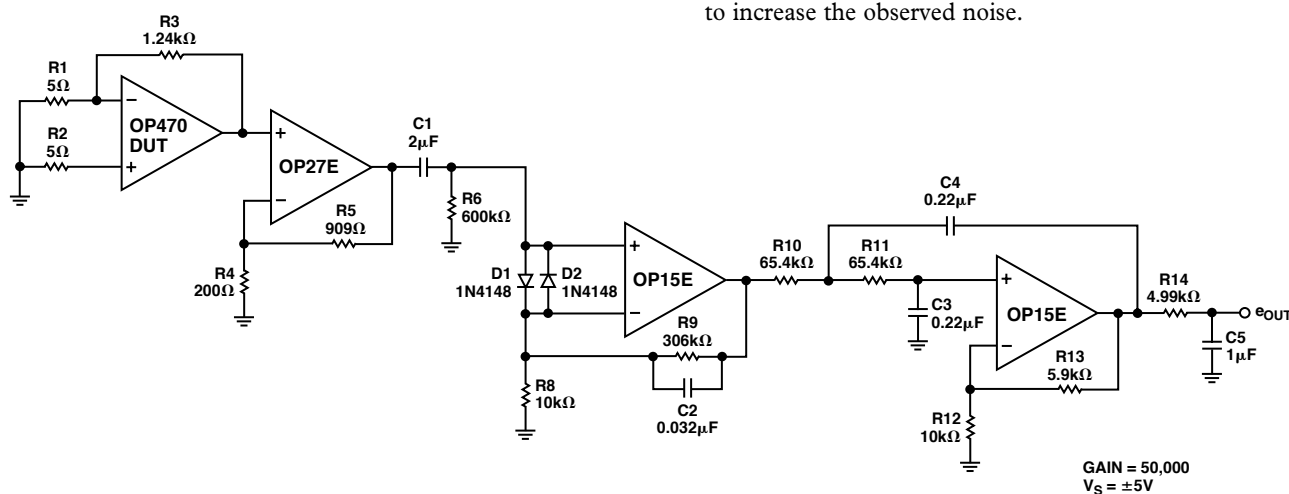 to increase the observed noise.
R3
1.24kΩ
R1
5Ω
R2
5Ω
−
+
OP470
DUT
+
−
OP27E
R5
909Ω
R4
200Ω
C1
2μF
R6
600kΩ
D1
1N4148
D2
1N4148
+
−
OP15E
R9
306kΩ
C2
0.032μF
R8
10kΩ
R10
65.4kΩ
R11
65.4kΩ
C4
0.22μF
C3
0.22μF
+
−
OP15E
R13
5.9kΩ
R12
10kΩ
R14
4.99kΩ
eOUT
C5
1μF
GAIN = 50,000
VS = ±5V